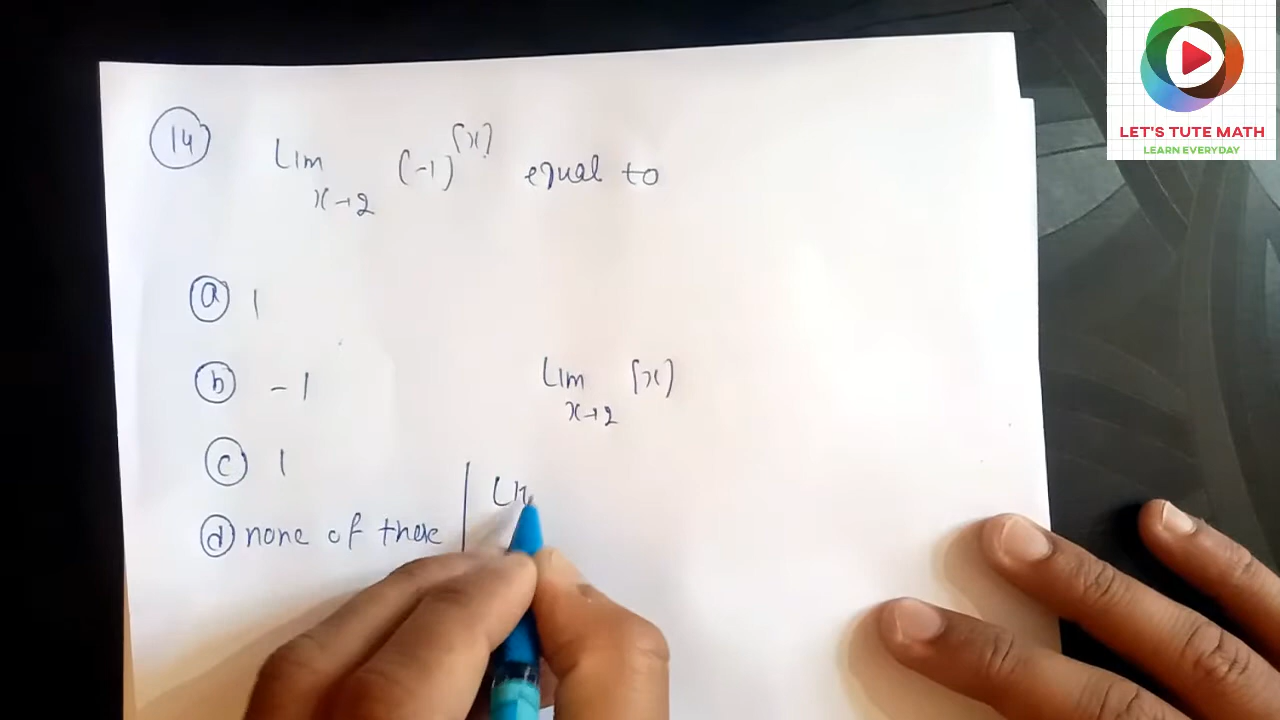 14 Lim x→2 (-1)^[x] equal to
a 1
b -1
c 1
d none of these
Lim x→2 [x]
LET'S TUTE MATH
LEARN EVERYDAY